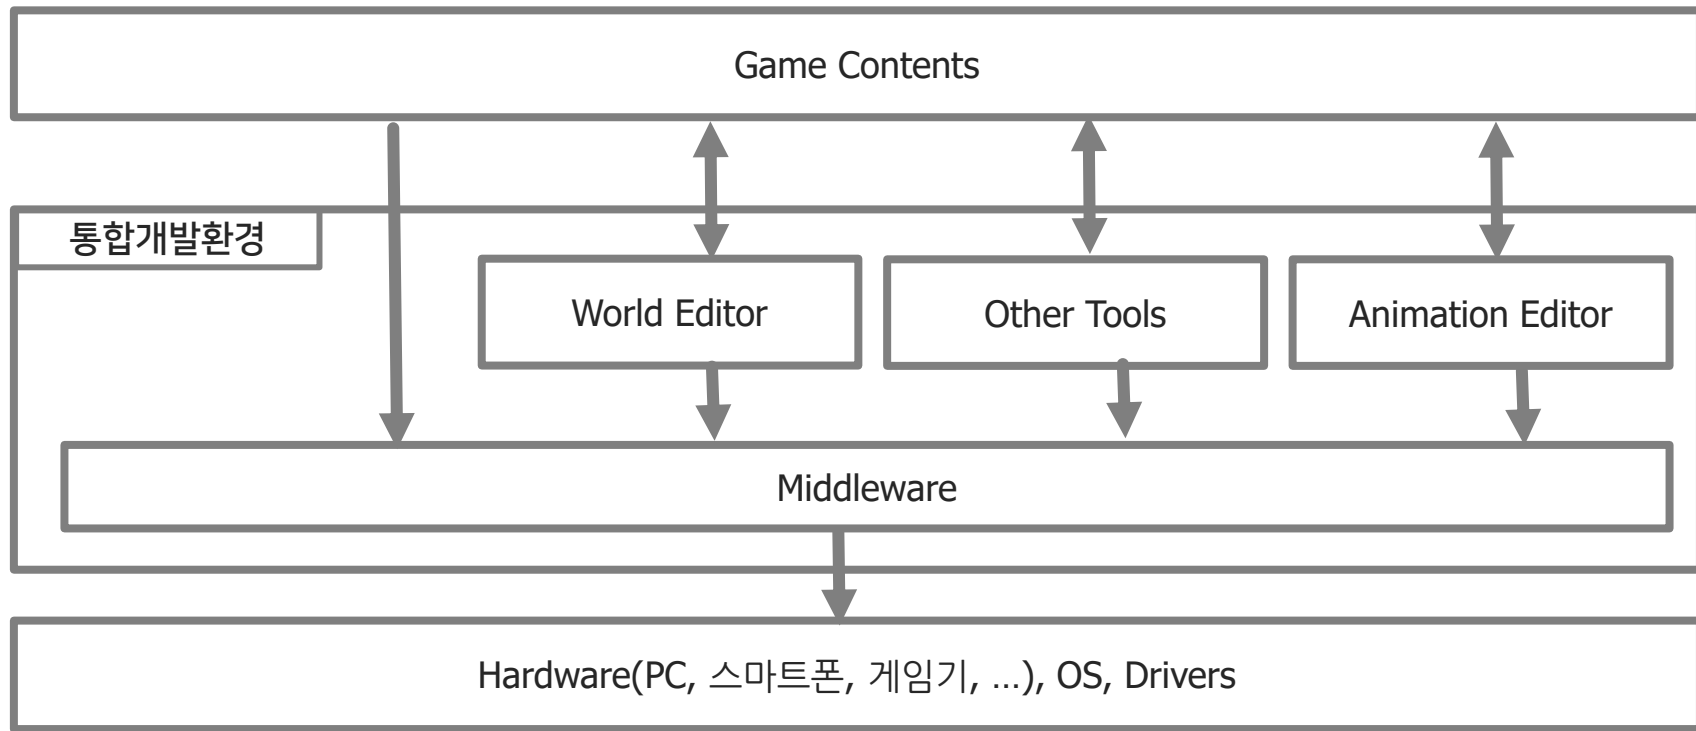 Game Contents
통합개발환경
World Editor
Other Tools
Animation Editor
Middleware
Hardware(PC, 스마트폰, 게임기, ...), OS, Drivers